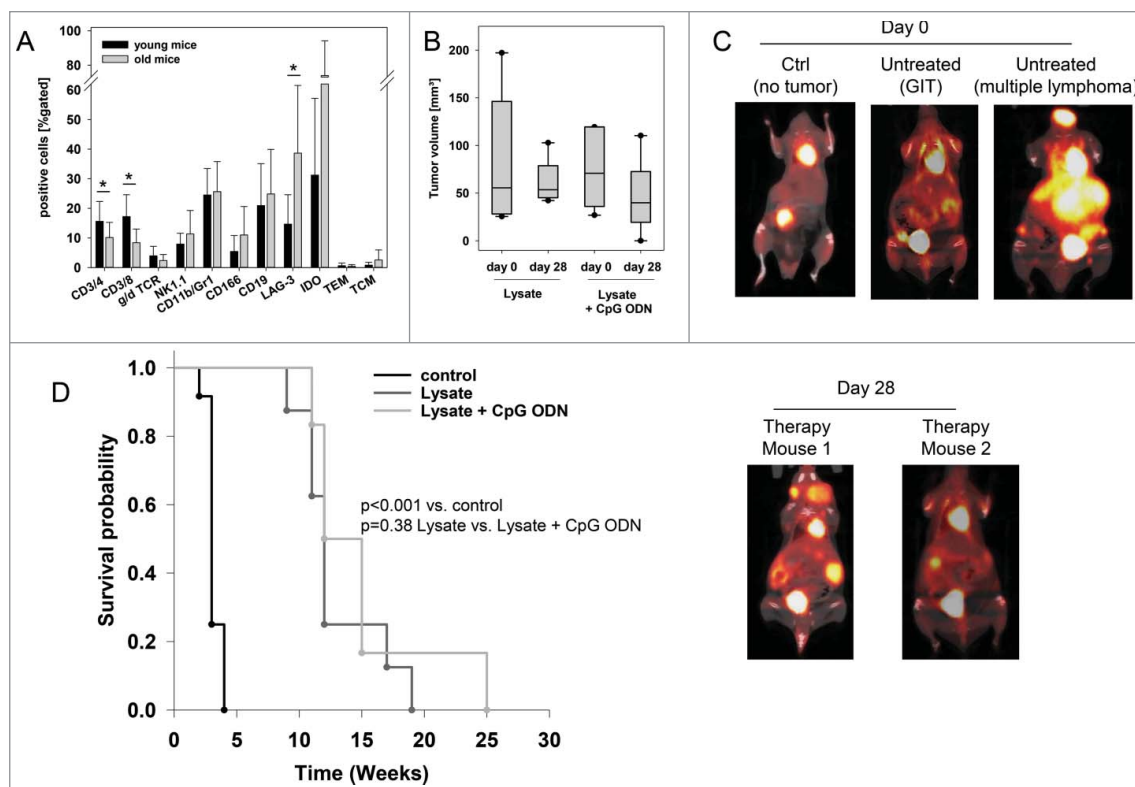 A
positive cells [%gated]
100
80
60
50
40
30
20
10
0
young mice
old mice
*
*
*
CD3/4
CD3/8
g/d TCR
NK1.1
CD11b/Gr1
CD166
CD19
LAG-3
IDO
TEM
TCM
B
Tumor volume [mm³]
200
150
100
50
0
day 0 day 28 day 0 day 28
Lysate
Lysate
+ CpG ODN
C
Day 0
Ctrl
(no tumor)
Untreated
(GIT)
Untreated
(multiple lymphoma)
D
Survival probability
1.0
0.8
0.6
0.4
0.2
0.0
control
Lysate
Lysate + CpG ODN
p<0.001 vs. control
p=0.38 Lysate vs. Lysate + CpG ODN
0 5 10 15 20 25 30
Time (Weeks)
Day 28
Therapy
Mouse 1
Therapy
Mouse 2